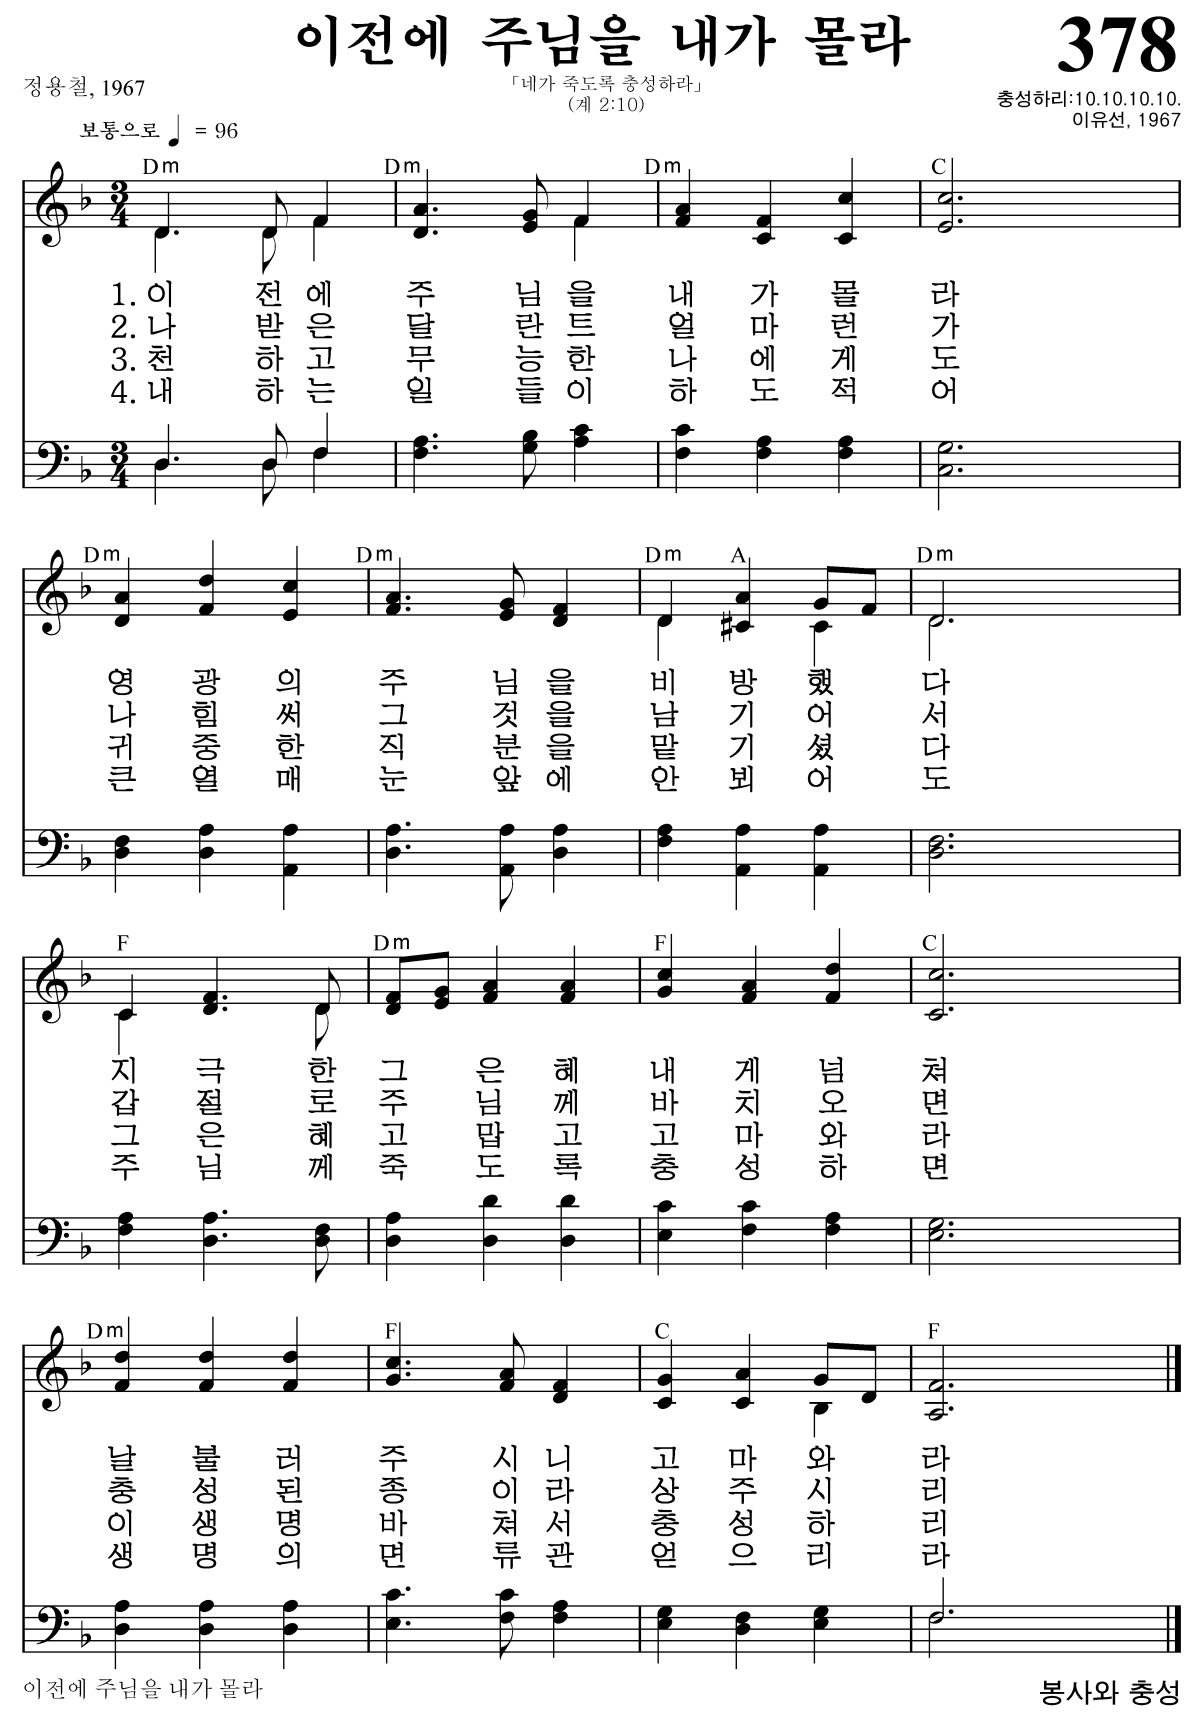 이전에 주님을 내가 몰라
378
정용철, 1967
「네가 죽도록 충성하라」
(계 2:10)
충성하리:10.10.10.10.
이유선, 1967
보통으로 ♩ = 96
Dm Dm Dm C
3 4
1. 이 전 에 주 님 을 내 가 몰 라
2. 나 받 은 달 란 트 얼 마 런 가
3. 천 하 고 무 능 한 나 에 게 도
4. 내 하 는 일 들 이 하 도 적 어
3 4
Dm Dm Dm A Dm
영 광 의 주 님 을 비 방 했 다
나 힘 써 그 것 을 남 기 어 서
귀 중 한 직 분 을 맡 기 셨 다
큰 열 매 눈 앞 에 안 뵈 어 도
F Dm F C
지 극 한 그 은 혜 내 게 넘 쳐
갑 절 로 주 님 께 바 치 오 면
그 은 혜 고 맙 고 고 마 와 라
주 님 께 죽 도 록 충 성 하 면
Dm F C F
날 불 러 주 시 니 고 마 와 라
충 성 된 종 이 라 상 주 시 리
이 생 명 바 쳐 서 충 성 하 리
생 명 의 면 류 관 얻 으 리 라
이전에 주님을 내가 몰라
봉사와 충성